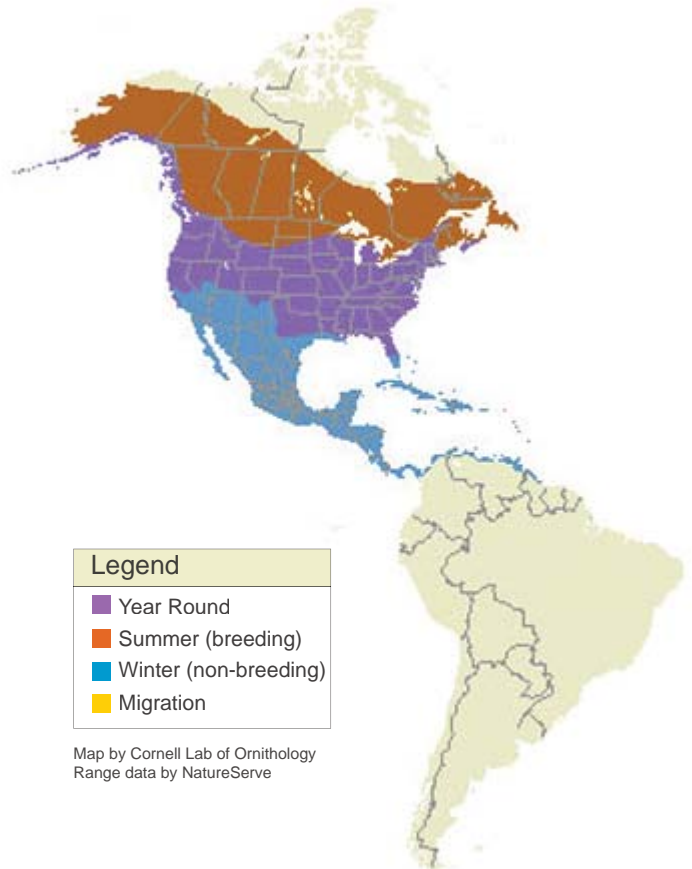 Legend
Year Round
Summer (breeding)
Winter (non-breeding)
Migration
Map by Cornell Lab of Ornithology
Range data by NatureServe